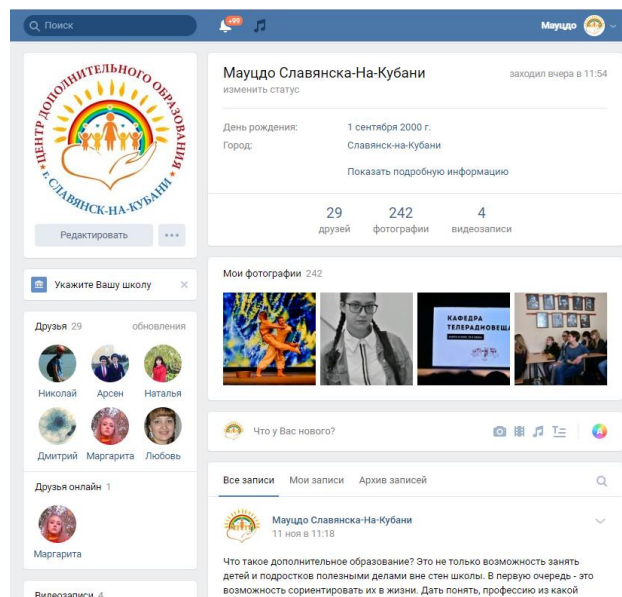 Поиск
+99
Мауцдо
ЦЕНТР ДОПОЛНИТЕЛЬНОГО ОБРАЗОВАНИЯ
г. СЛАВЯНСК-НА-КУБАНИ
Редактировать
Укажите Вашу школу
Друзья 29 обновления
Николай Арсен Наталья
Дмитрий Маргарита Любовь
Друзья онлайн 1
Маргарита
Видеозаписи 4
Мауцдо Славянска-На-Кубани заходил вчера в 11:54
изменить статус
День рождения: 1 сентября 2000 г.
Город: Славянск-на-Кубани
Показать подробную информацию
29 242 4
друзей фотографии видеозаписи
Мои фотографии 242
КАФЕДРА
ТЕЛЕРАДИОВЕЩА
Что у Вас нового?
Все записи Мои записи Архив записей
Мауцдо Славянска-На-Кубани
11 ноя в 11:18
Что такое дополнительное образование? Это не только возможность занять
детей и подростков полезными делами вне стен школы. В первую очередь - это
возможность сориентировать их в жизни. Дать понять, профессию из какой